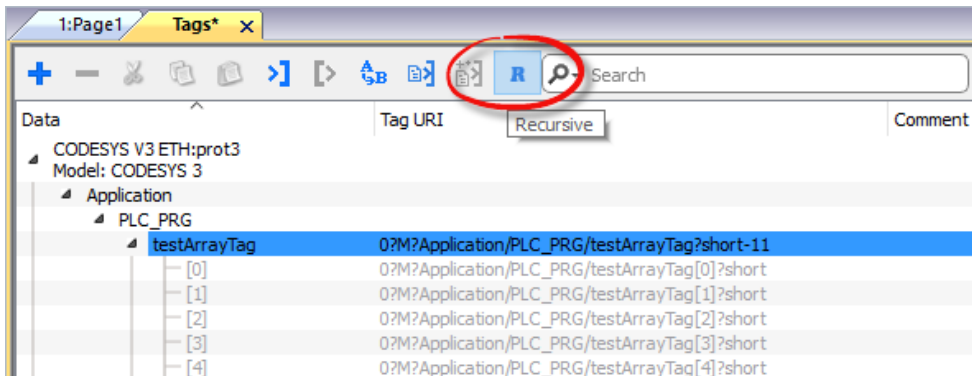 1:Page1 Tags*
R Search
Data Tag URI Comment
Recursive
CODESYS V3 ETH:prot3
Model: CODESYS 3
Application
PLC_PRG
testArrayTag 0?M?Application/PLC_PRG/testArrayTag?short-11
[0] 0?M?Application/PLC_PRG/testArrayTag[0]?short
[1] 0?M?Application/PLC_PRG/testArrayTag[1]?short
[2] 0?M?Application/PLC_PRG/testArrayTag[2]?short
[3] 0?M?Application/PLC_PRG/testArrayTag[3]?short
[4] 0?M?Application/PLC_PRG/testArrayTag[4]?short